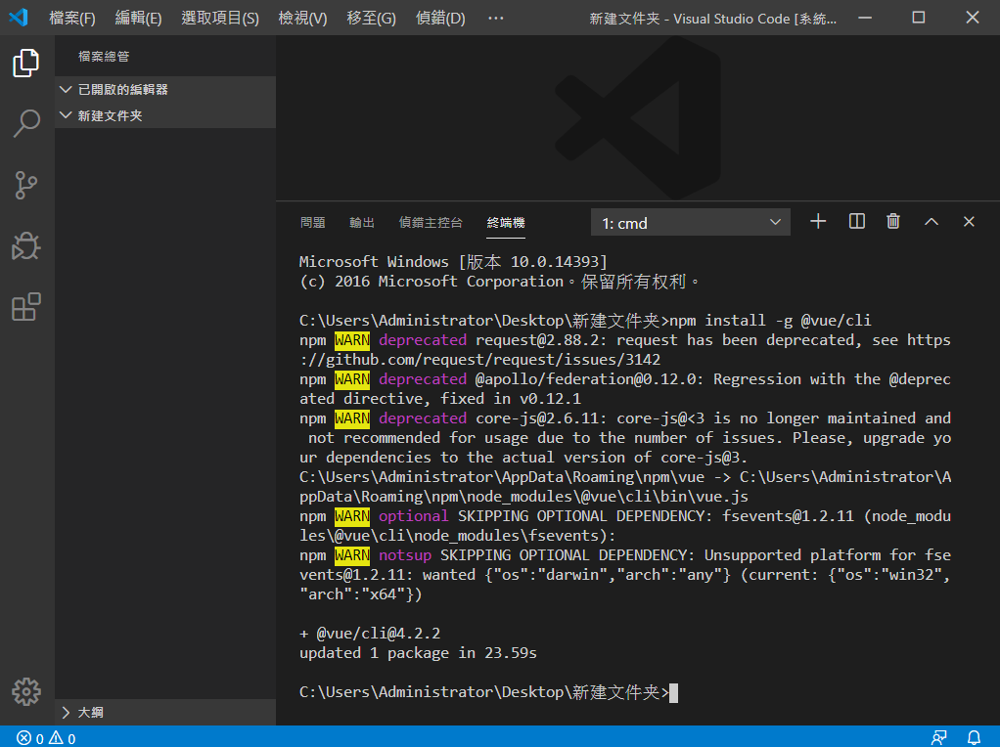 檔案(F) 編輯(E) 選取項目(S) 檢視(V) 移至(G) 偵錯(D) ··· 新建文件夹 - Visual Studio Code [系統...
檔案總管
已開啟的編輯器
新建文件夹
問題 輸出 偵錯主控台 終端機 1: cmd
Microsoft Windows [版本 10.0.14393]
(c) 2016 Microsoft Corporation。保留所有权利。
C:\Users\Administrator\Desktop\新建文件夹>npm install -g @vue/cli
npm WARN deprecated request@2.88.2: request has been deprecated, see https
://github.com/request/request/issues/3142
npm WARN deprecated @apollo/federation@0.12.0: Regression with the @deprec
ated directive, fixed in v0.12.1
npm WARN deprecated core-js@2.6.11: core-js@<3 is no longer maintained and
not recommended for usage due to the number of issues. Please, upgrade yo
ur dependencies to the actual version of core-js@3.
C:\Users\Administrator\AppData\Roaming\npm\vue -> C:\Users\Administrator\A
ppData\Roaming\npm\node_modules\@vue\cli\bin\vue.js
npm WARN optional SKIPPING OPTIONAL DEPENDENCY: fsevents@1.2.11 (node_modu
les\@vue\cli\node_modules\fsevents):
npm WARN notsup SKIPPING OPTIONAL DEPENDENCY: Unsupported platform for fse
vents@1.2.11: wanted {"os":"darwin","arch":"any"} (current: {"os":"win32",
"arch":"x64"})
+ @vue/cli@4.2.2
updated 1 package in 23.59s
C:\Users\Administrator\Desktop\新建文件夹>
大綱
0 0